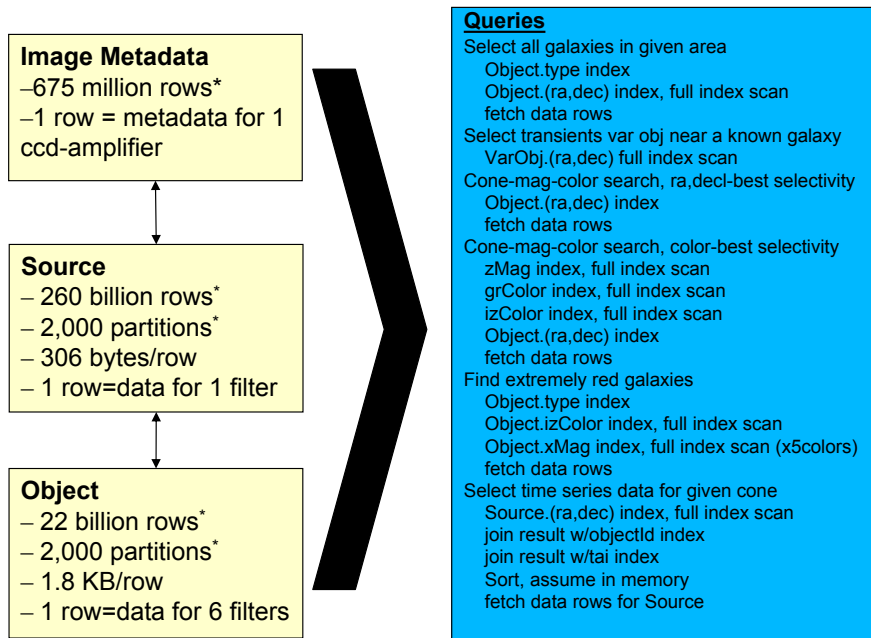 Image Metadata
–675 million rows*
–1 row = metadata for 1
ccd-amplifier
Source
– 260 billion rows*
– 2,000 partitions*
– 306 bytes/row
– 1 row=data for 1 filter
Object
– 22 billion rows*
– 2,000 partitions*
– 1.8 KB/row
– 1 row=data for 6 filters
Queries
Select all galaxies in given area
Object.type index
Object.(ra,dec) index, full index scan
fetch data rows
Select transients var obj near a known galaxy
VarObj.(ra,dec) full index scan
Cone-mag-color search, ra,decl-best selectivity
Object.(ra,dec) index
fetch data rows
Cone-mag-color search, color-best selectivity
zMag index, full index scan
grColor index, full index scan
izColor index, full index scan
Object.(ra,dec) index
fetch data rows
Find extremely red galaxies
Object.type index
Object.izColor index, full index scan
Object.xMag index, full index scan (x5colors)
fetch data rows
Select time series data for given cone
Source.(ra,dec) index, full index scan
join result w/objectId index
join result w/tai index
Sort, assume in memory
fetch data rows for Source